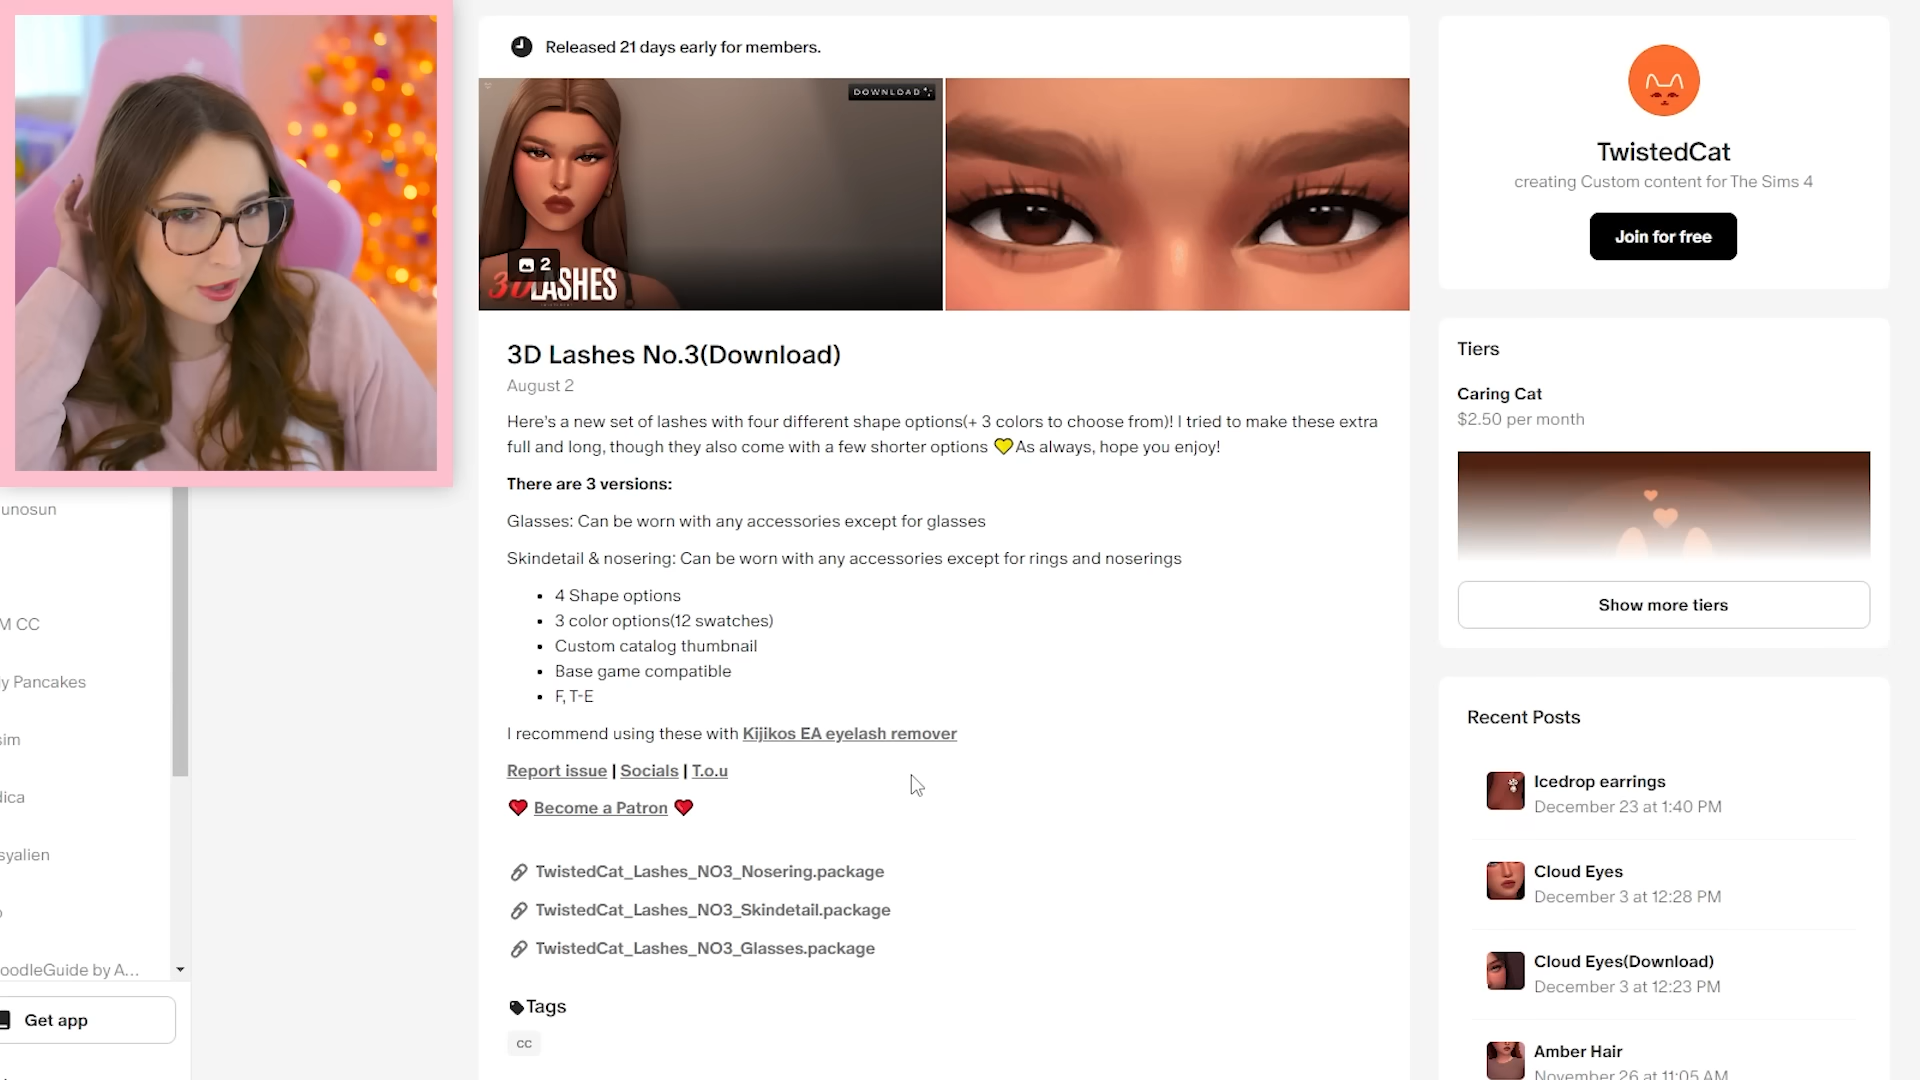 Released 21 days early for members.
DOWNLOAD
2
3D LASHES
3D Lashes No.3(Download)
August 2
Here's a new set of lashes with four different shape options(+ 3 colors to choose from)! I tried to make these extra
full and long, though they also come with a few shorter options 💛As always, hope you enjoy!
There are 3 versions:
Glasses: Can be worn with any accessories except for glasses
Skindetail & nosering: Can be worn with any accessories except for rings and noserings
• 4 Shape options
• 3 color options(12 swatches)
• Custom catalog thumbnail
• Base game compatible
• F, T-E
I recommend using these with Kijikos EA eyelash remover
Report issue | Socials | T.o.u
❤️ Become a Patron ❤️
TwistedCat_Lashes_NO3_Nosering.package
TwistedCat_Lashes_NO3_Skindetail.package
TwistedCat_Lashes_NO3_Glasses.package
Tags
cc
TwistedCat
creating Custom content for The Sims 4
Join for free
Tiers
Caring Cat
$2.50 per month
Show more tiers
Recent Posts
Icedrop earrings
December 23 at 1:40 PM
Cloud Eyes
December 3 at 12:28 PM
Cloud Eyes(Download)
December 3 at 12:23 PM
Amber Hair
November 26 at 11:05 AM
unosun
M CC
y Pancakes
sim
dica
syalien
oodleGuide by A...
Get app